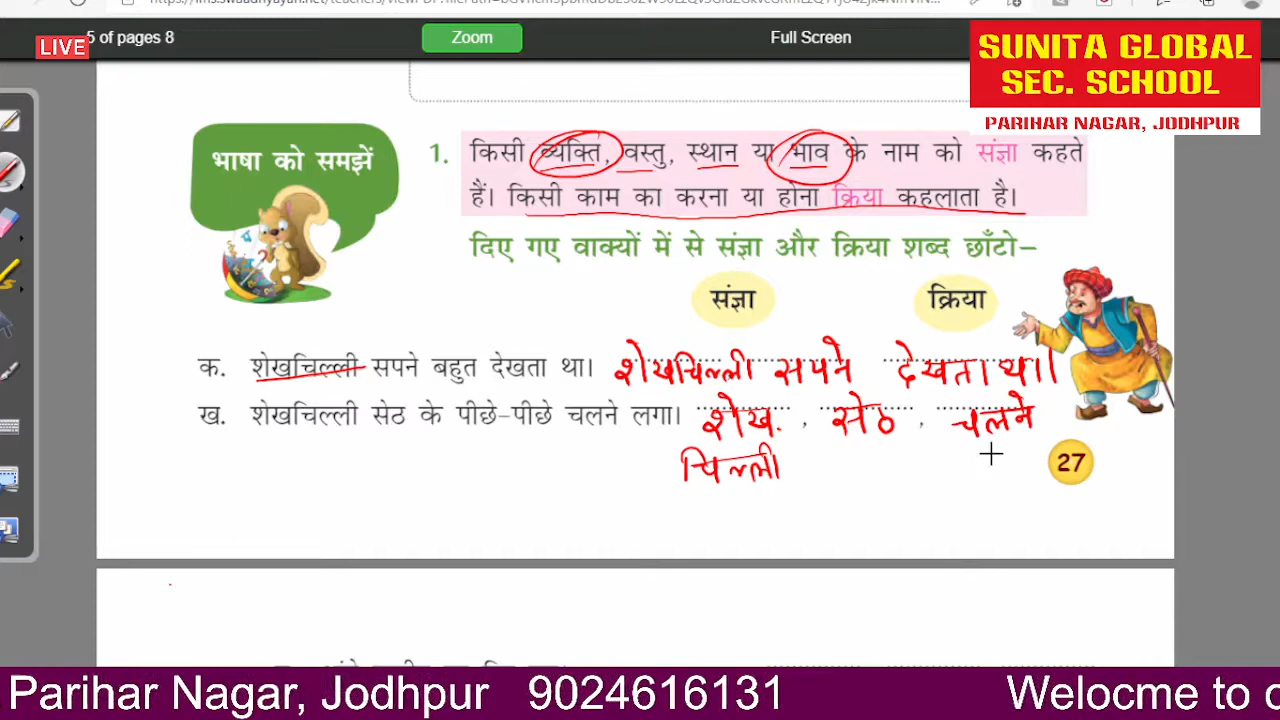 LIVE
5 of pages 8
Zoom
Full Screen
SUNITA GLOBAL
SEC. SCHOOL
PARIHAR NAGAR, JODHPUR
भाषा को समझें
1. किसी व्यक्ति, वस्तु, स्थान या भाव के नाम को संज्ञा कहते
हैं। किसी काम का करना या होना क्रिया कहलाता है।
दिए गए वाक्यों में से संज्ञा और क्रिया शब्द छाँटो–
संज्ञा क्रिया
क. शेखचिल्ली सपने बहुत देखता था। शेखचिल्ली सपने देखता था।
ख. शेखचिल्ली सेठ के पीछे-पीछे चलने लगा। शेख. , सेठ , चलने
चिल्ली
27
Parihar Nagar, Jodhpur 9024616131 Welocme to